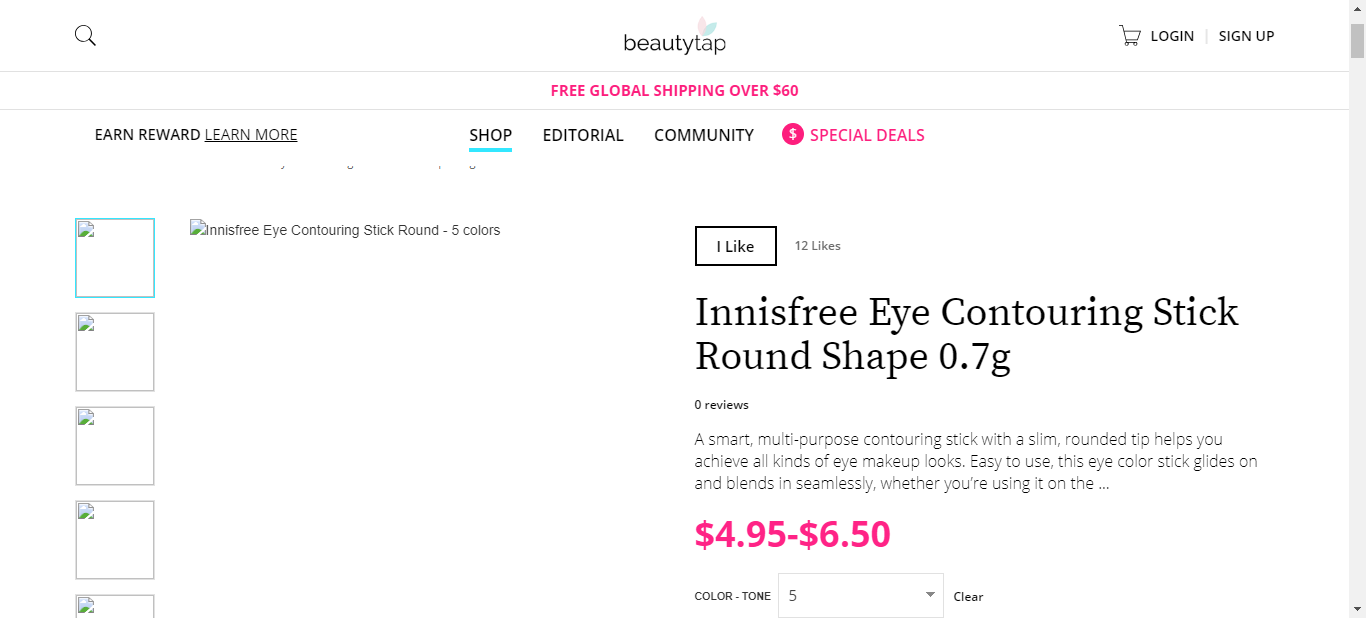 beautytap
LOGIN | SIGN UP
FREE GLOBAL SHIPPING OVER $60
EARN REWARD LEARN MORE
SHOP
EDITORIAL
COMMUNITY
$ SPECIAL DEALS
Innisfree Eye Contouring Stick Round - 5 colors
I Like
12 Likes
Innisfree Eye Contouring Stick
Round Shape 0.7g
0 reviews
A smart, multi-purpose contouring stick with a slim, rounded tip helps you
achieve all kinds of eye makeup looks. Easy to use, this eye color stick glides on
and blends in seamlessly, whether you’re using it on the ...
$4.95-$6.50
COLOR - TONE
5
Clear